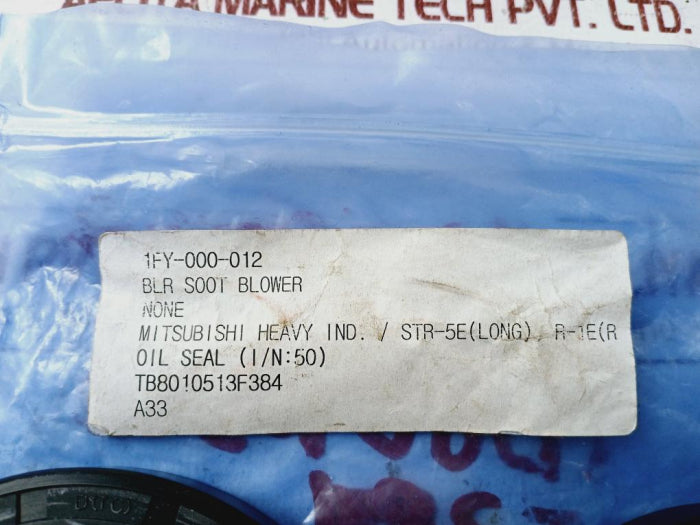 MARINE TECH PVT. LTD.
1FY-000-012
BLR SOOT BLOWER
NONE
MITSUBISHI HEAVY IND. / STR-5E(LONG), R-1E(R
OIL SEAL (I/N:50)
TB8010513F384
A33